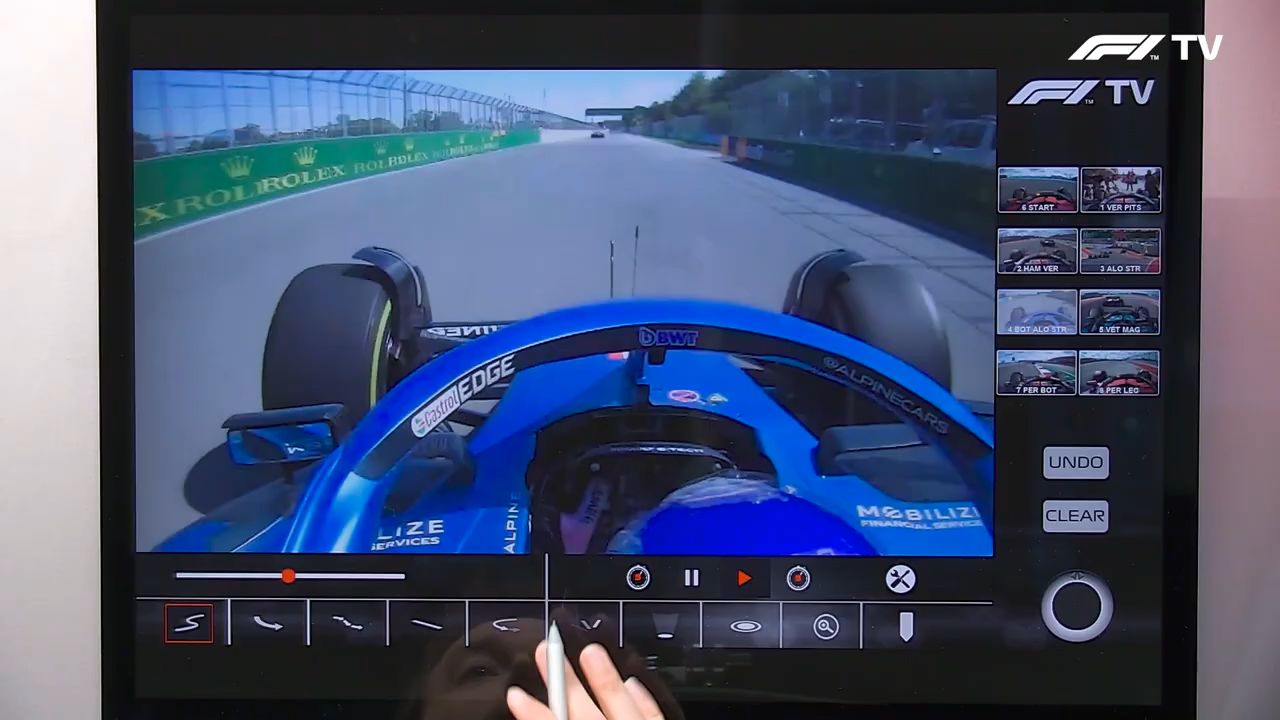 F1 TV
F1 TV
ROLEX
ROLEX
ROLEX
6 START
1 VER PITS
2 HAM VER
3 ALO STR
4 BOT ALO STR
5 VET MAG
7 PER BOT
8 PER LEC
BWT
Castrol EDGE
@ALPINECARS
ALPINE
MOBILIZE
FINANCIAL SERVICES
LIZE
SERVICES
UNDO
CLEAR